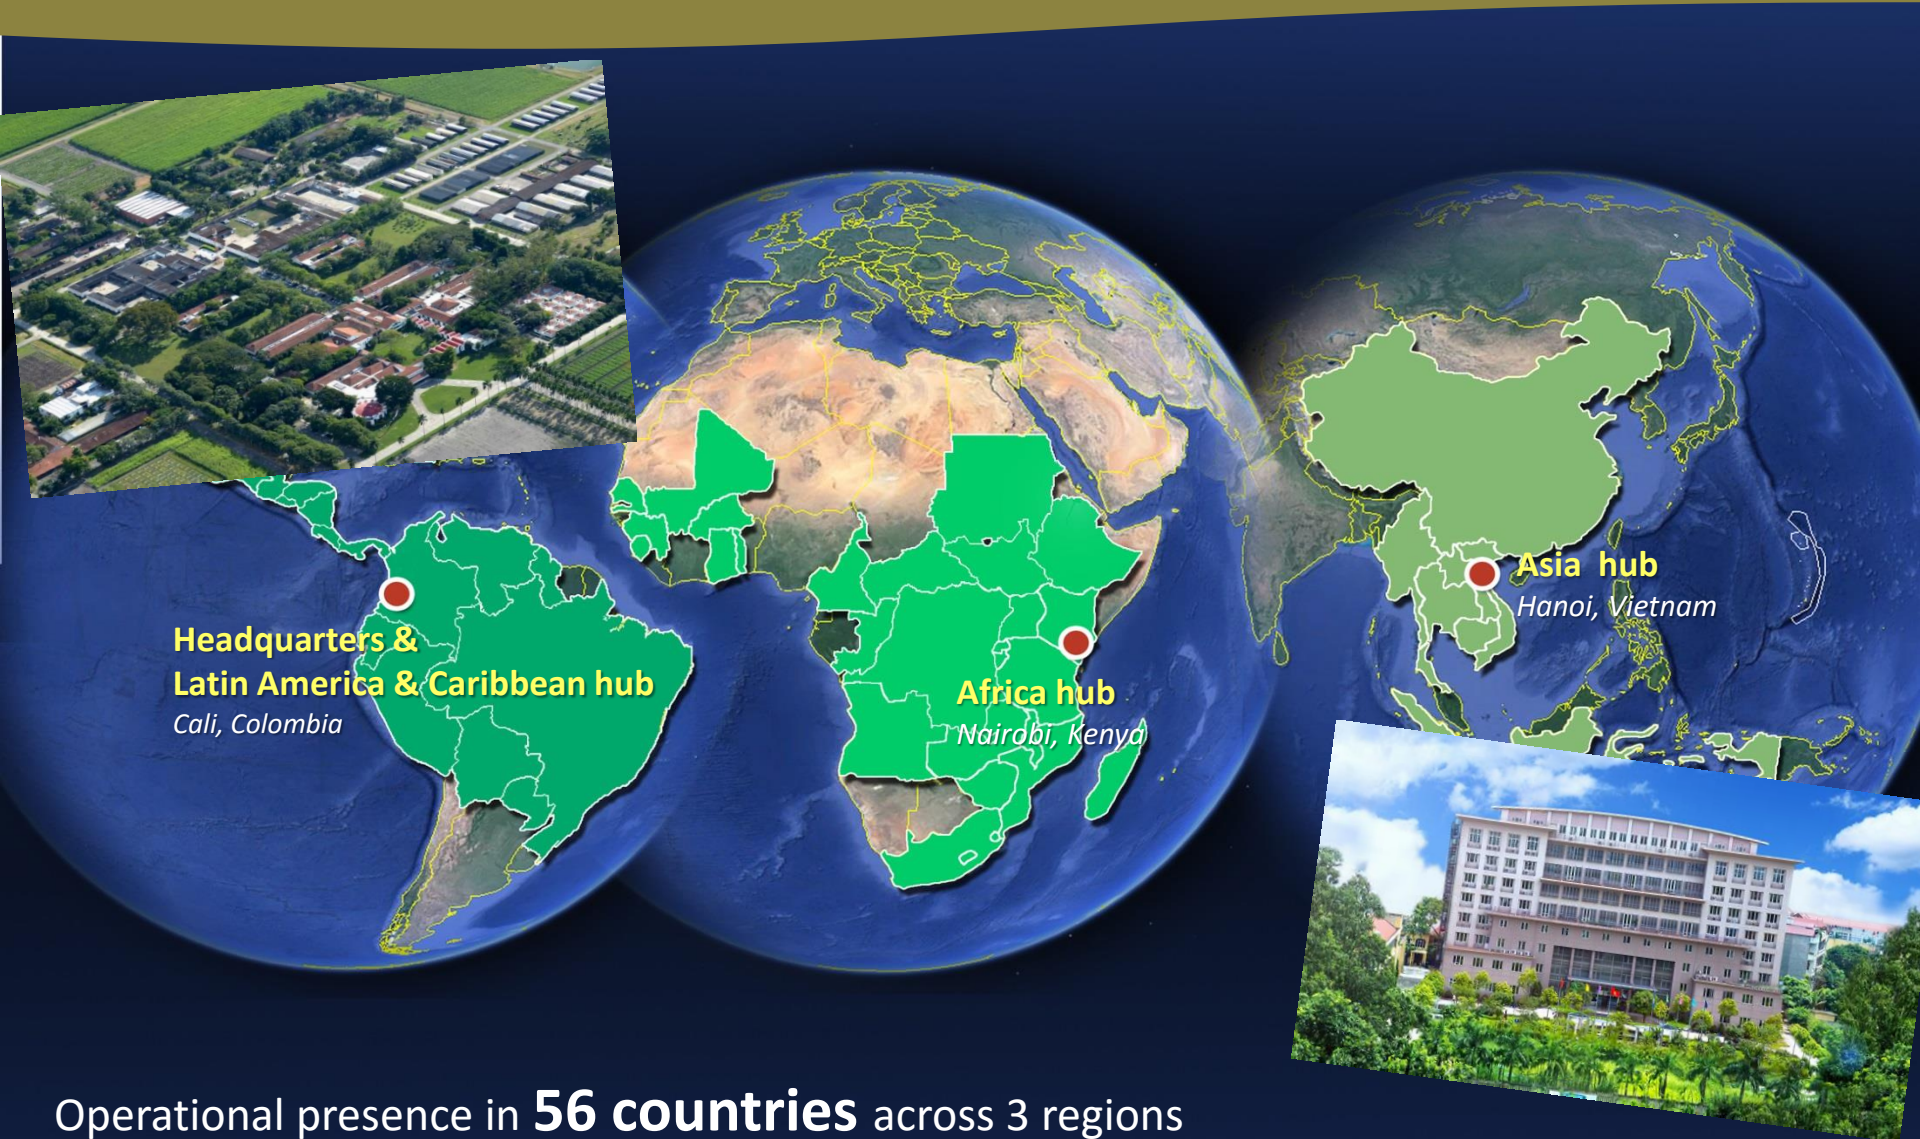 Headquarters &
Latin America & Caribbean hub
Cali, Colombia
Africa hub
Nairobi, Kenya
Asia hub
Hanoi, Vietnam
Operational presence in 56 countries across 3 regions